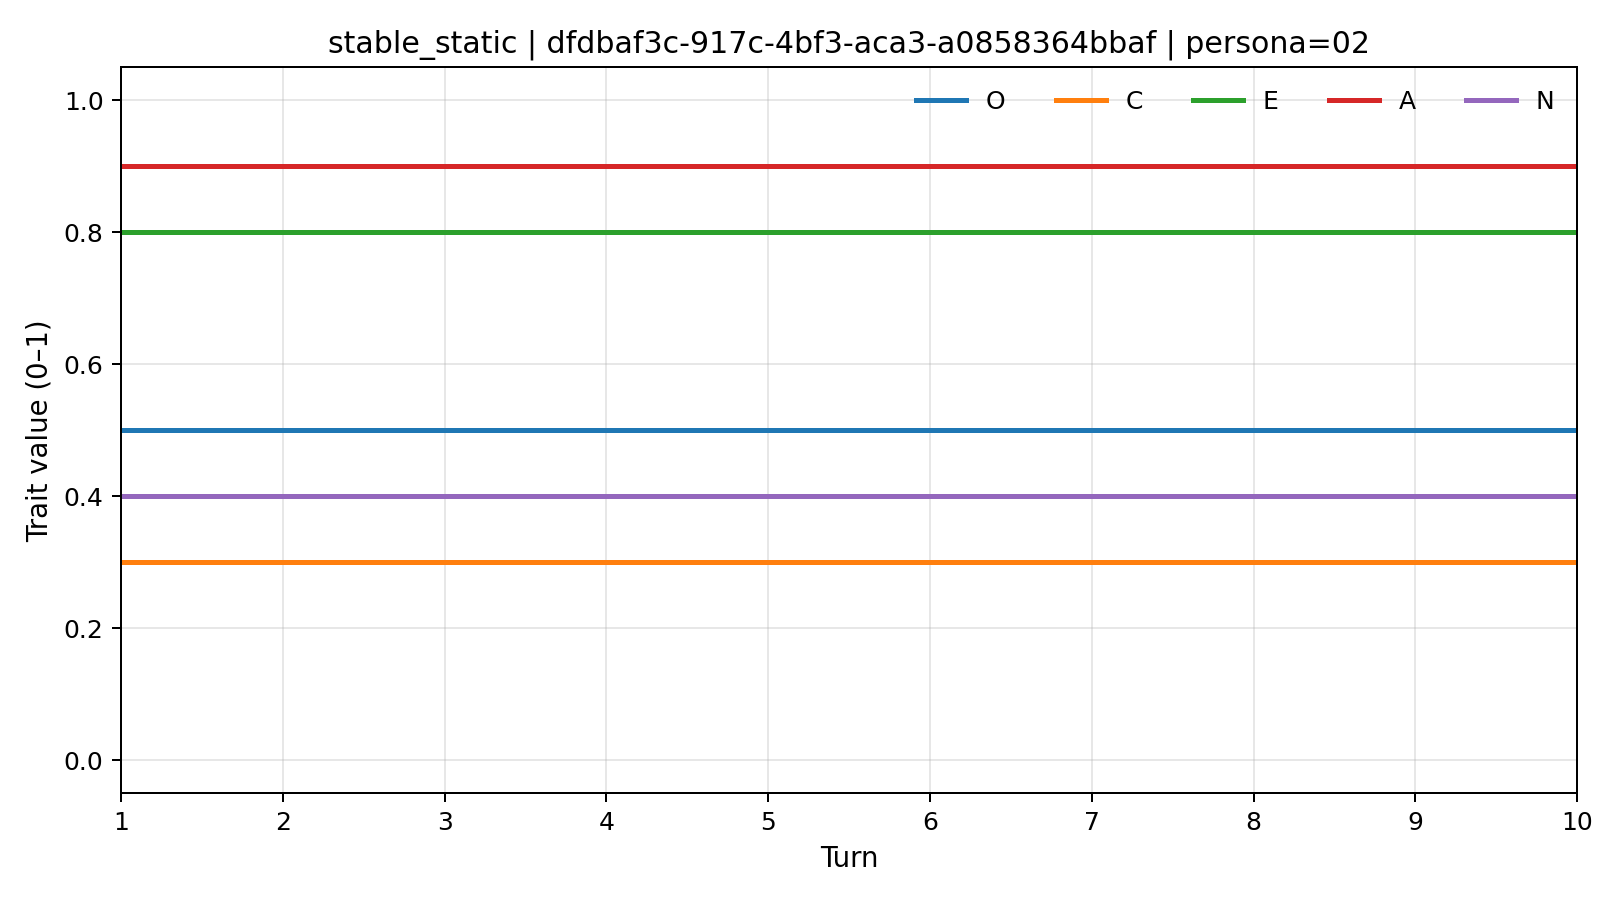 stable_static | dfdbaf3c-917c-4bf3-aca3-a0858364bbaf | persona=02
O C E A N
1.0
0.8
0.6
0.4
0.2
0.0
Trait value (0–1)
1 2 3 4 5 6 7 8 9 10
Turn